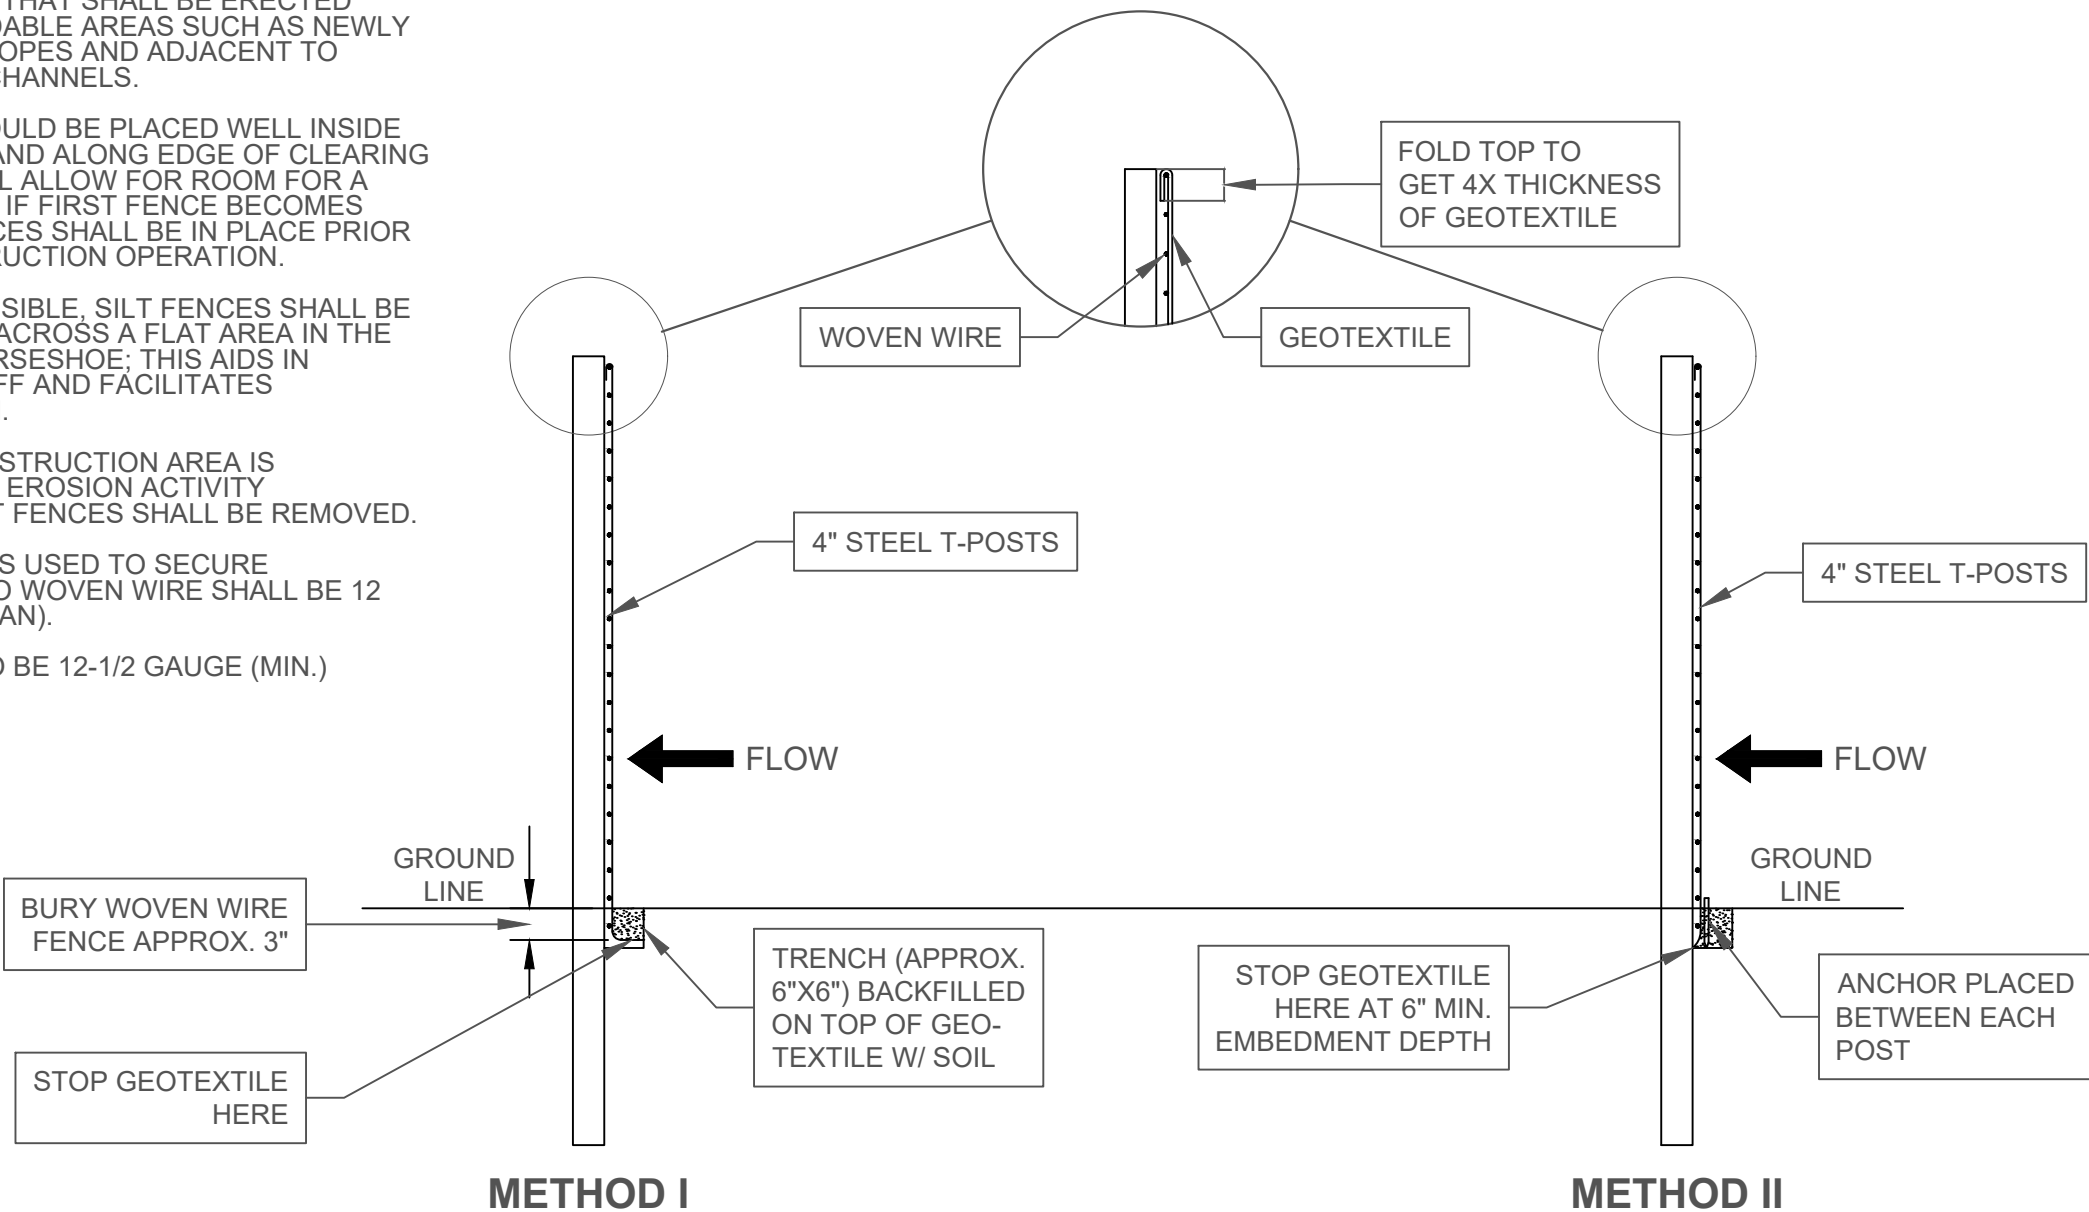 THAT SHALL BE ERECTED
DABLE AREAS SUCH AS NEWLY
OPES AND ADJACENT TO
CHANNELS.
OULD BE PLACED WELL INSIDE
AND ALONG EDGE OF CLEARING
L ALLOW FOR ROOM FOR A
IF FIRST FENCE BECOMES
CES SHALL BE IN PLACE PRIOR
RUCTION OPERATION.
SIBLE, SILT FENCES SHALL BE
ACROSS A FLAT AREA IN THE
RSESHOE; THIS AIDS IN
FF AND FACILITATES
STRUCTION AREA IS
EROSION ACTIVITY
T FENCES SHALL BE REMOVED.
S USED TO SECURE
O WOVEN WIRE SHALL BE 12
AN).
D BE 12-1/2 GAUGE (MIN.)
FOLD TOP TO
GET 4X THICKNESS
OF GEOTEXTILE
WOVEN WIRE
GEOTEXTILE
4" STEEL T-POSTS
4" STEEL T-POSTS
FLOW
FLOW
GROUND
LINE
GROUND
LINE
BURY WOVEN WIRE
FENCE APPROX. 3"
TRENCH (APPROX.
6"X6") BACKFILLED
ON TOP OF GEO-
TEXTILE W/ SOIL
STOP GEOTEXTILE
HERE AT 6" MIN.
EMBEDMENT DEPTH
ANCHOR PLACED
BETWEEN EACH
POST
STOP GEOTEXTILE
HERE
METHOD I
METHOD II